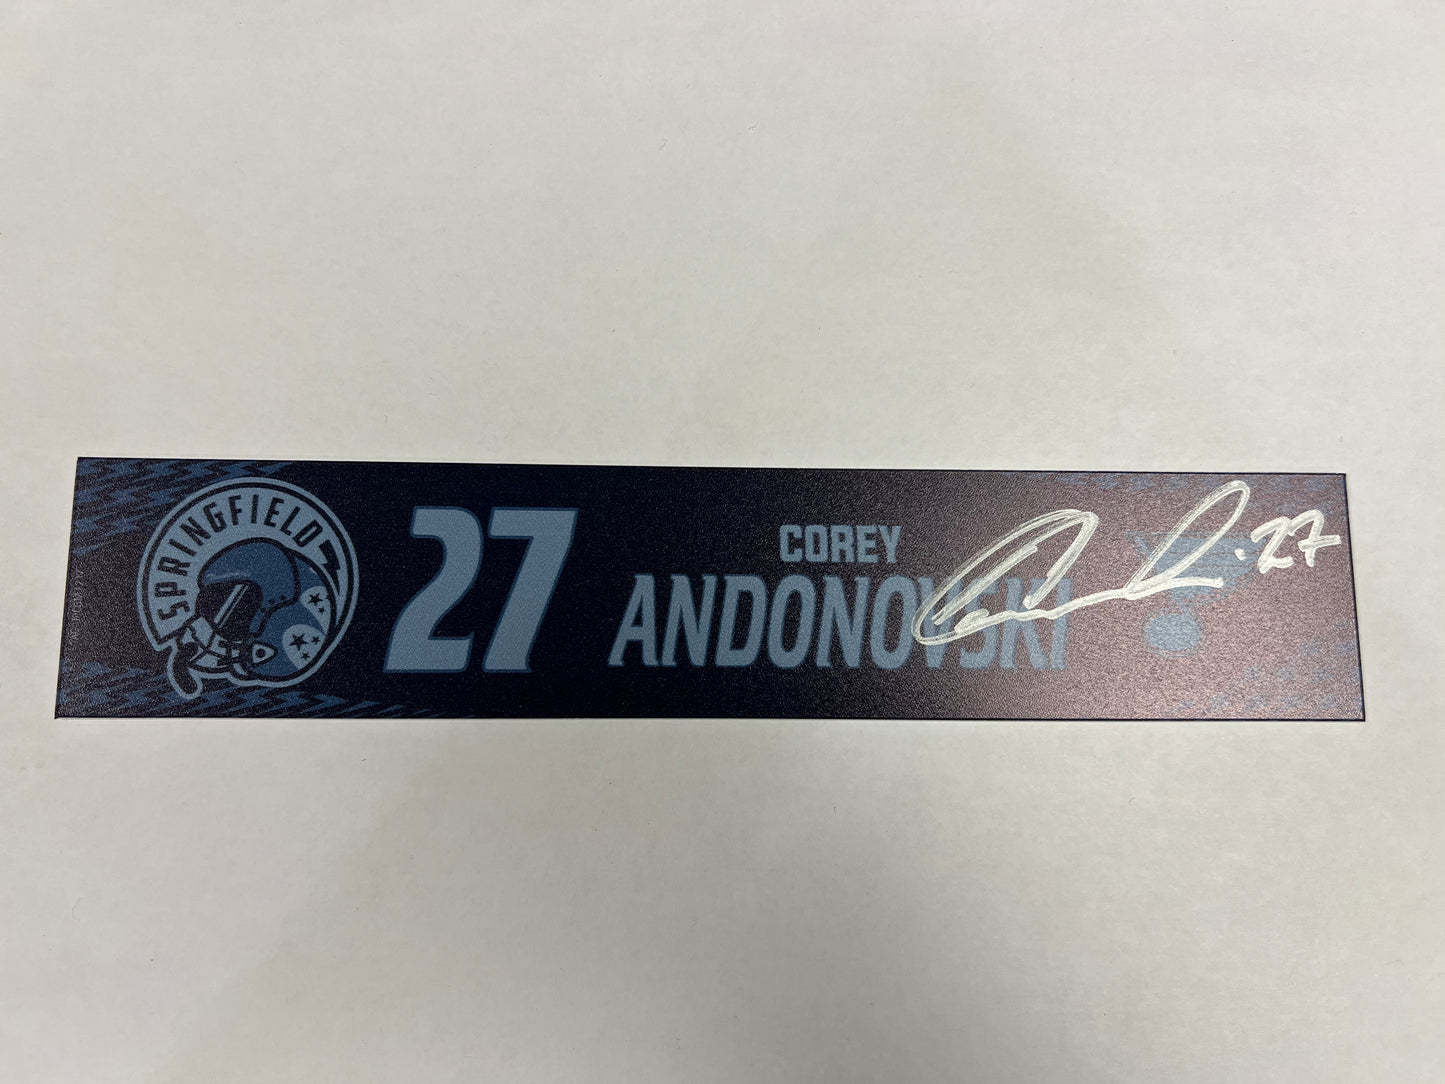 SPRINGFIELD
27
COREY
ANDONOVSKI
27